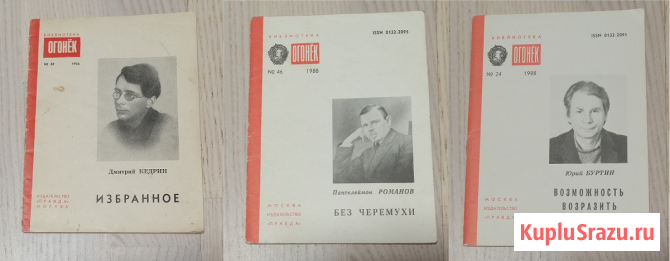 БИБЛИОТЕКА
ОГОНЁК
Дмитрий КЕДРИН
ИЗБРАННОЕ
ИЗДАТЕЛЬСТВО
«ПРАВДА»
МОСКВА
БИБЛИОТЕКА
ISSN 0132-2095
ОГОНЁК
№ 46 1988
Пантелеймон РОМАНОВ
БЕЗ ЧЕРЕМУХИ
МОСКВА
ИЗДАТЕЛЬСТВО
«ПРАВДА»
БИБЛИОТЕКА
ISSN 0132-2095
ОГОНЁК
№ 24 1988
Юрий БУРТИН
ВОЗМОЖНОСТЬ
ВОЗРАЗИТЬ
МОСКВА
ИЗДАТЕЛЬСТВО
«ПРАВДА»
KupluSrazu.ru